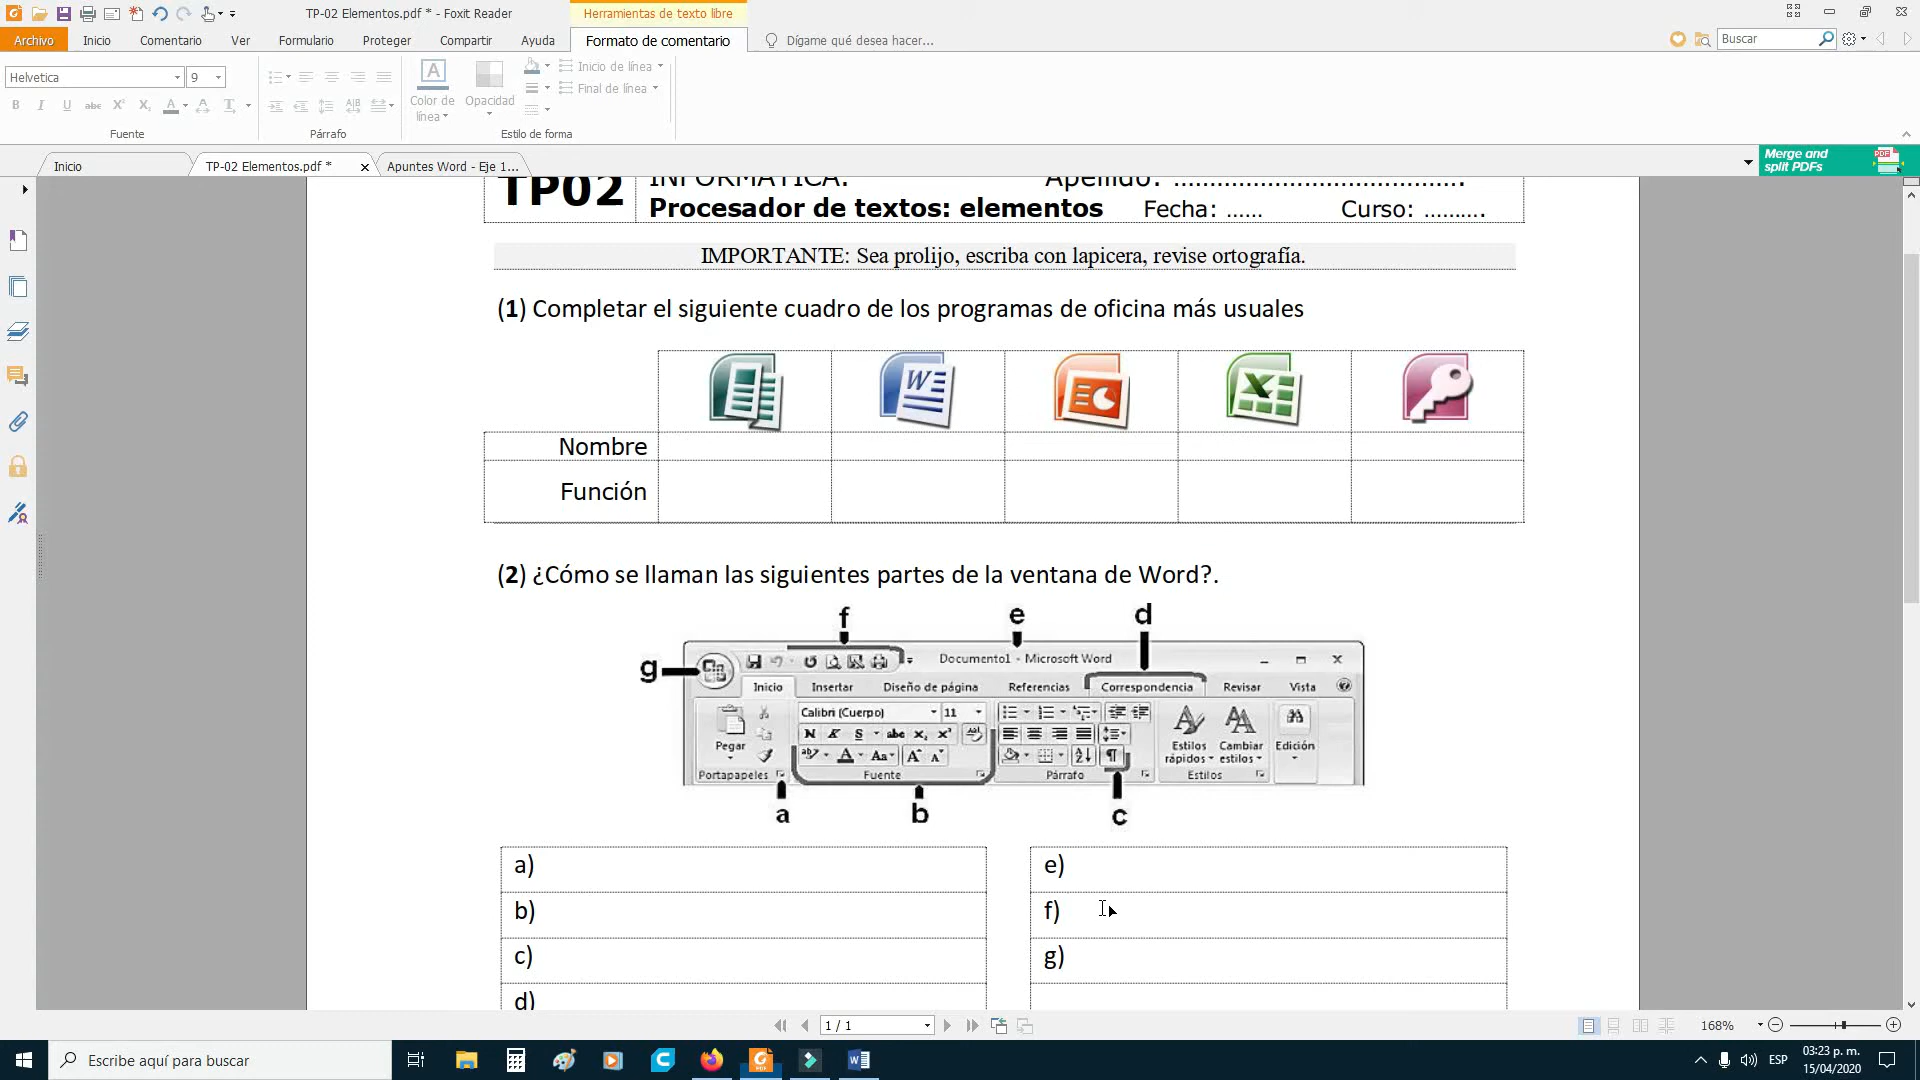 TP-02 Elementos.pdf * - Foxit Reader
Herramientas de texto libre
Archivo Inicio Comentario Ver Formulario Proteger Compartir Ayuda Formato de comentario Dígame qué desea hacer... Buscar
Helvetica 9
Color de línea Opacidad Inicio de línea
Final de línea
Fuente Párrafo Estilo de forma
Inicio TP-02 Elementos.pdf * Apuntes Word - Eje 1... Merge and split PDFs
TP02 INFORMÁTICA. Apellido: .......................................
Procesador de textos: elementos Fecha: ...... Curso: ..........
IMPORTANTE: Sea prolijo, escriba con lapicera, revise ortografía.
(1) Completar el siguiente cuadro de los programas de oficina más usuales
Nombre
Función
(2) ¿Cómo se llaman las siguientes partes de la ventana de Word?.
f e d
g
Documento1 - Microsoft Word
Inicio Insertar Diseño de página Referencias Correspondencia Revisar Vista
Calibri (Cuerpo) 11
Pegar
Estilos rápidos Cambiar estilos Edición
Portapapeles Fuente Párrafo Estilos
a b c
a) e)
b) f)
c) g)
d)
1 / 1 168%
Escribe aquí para buscar
ESP 03:23 p. m.
15/04/2020